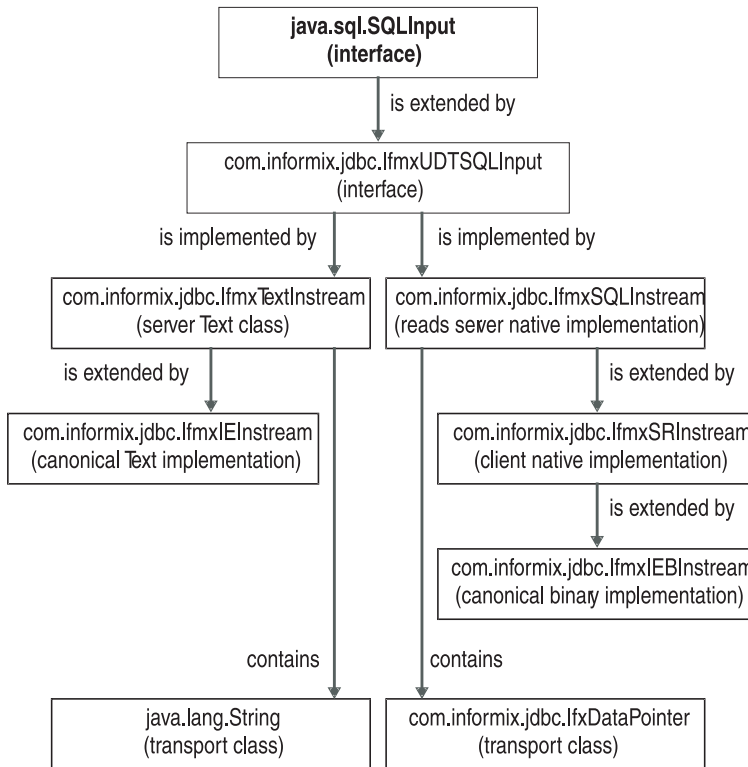 java.sql.SQLInput
(interface)
is extended by
com.informix.jdbc.IfmxUDTSQLInput
(interface)
is implemented by
is implemented by
com.informix.jdbc.IfmxTextInstream
(server Text class)
com.informix.jdbc.IfmxSQLInstream
(reads server native implementation)
is extended by
is extended by
com.informix.jdbc.IfmxIEInstream
(canonical Text implementation)
com.informix.jdbc.IfmxSRInstream
(client native implementation)
is extended by
com.informix.jdbc.IfmxIEBInstream
(canonical binary implementation)
contains
contains
java.lang.String
(transport class)
com.informix.jdbc.IfxDataPointer
(transport class)